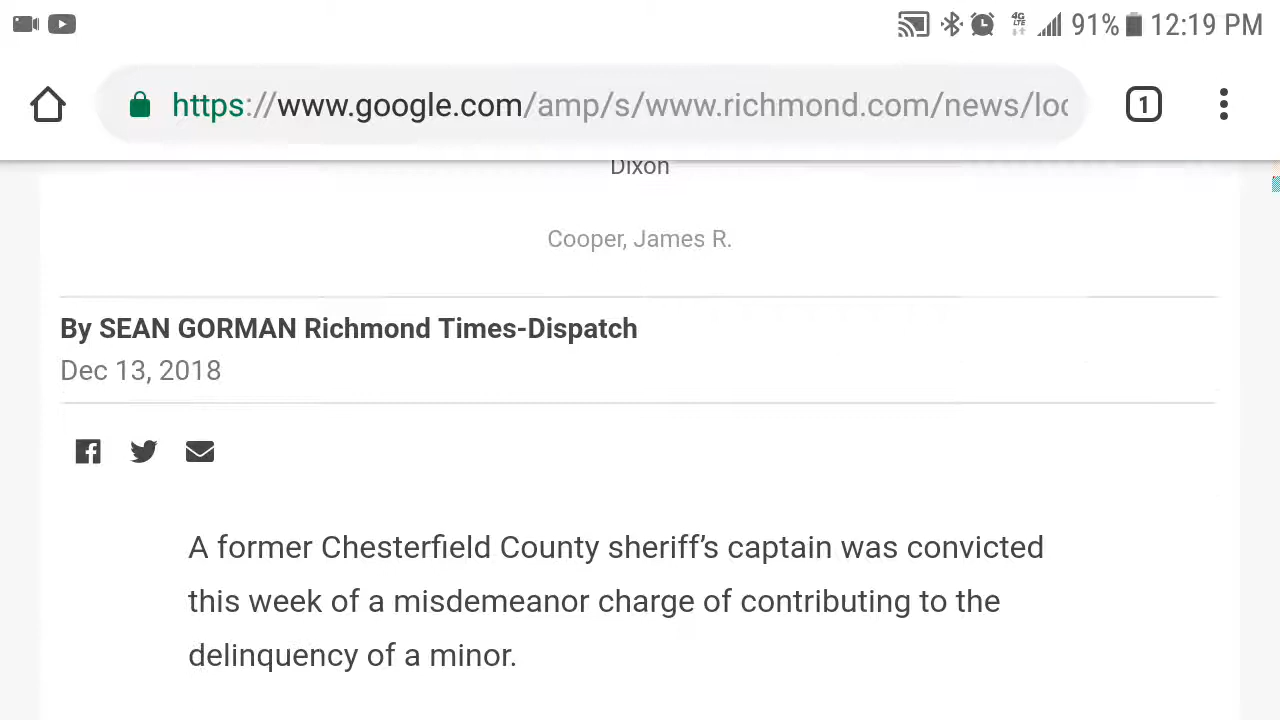 4G
LTE
91%
12:19 PM
https://www.google.com/amp/s/www.richmond.com/news/loc
1
Dixon
Cooper, James R.
By SEAN GORMAN Richmond Times-Dispatch
Dec 13, 2018
A former Chesterfield County sheriff's captain was convicted
this week of a misdemeanor charge of contributing to the
delinquency of a minor.